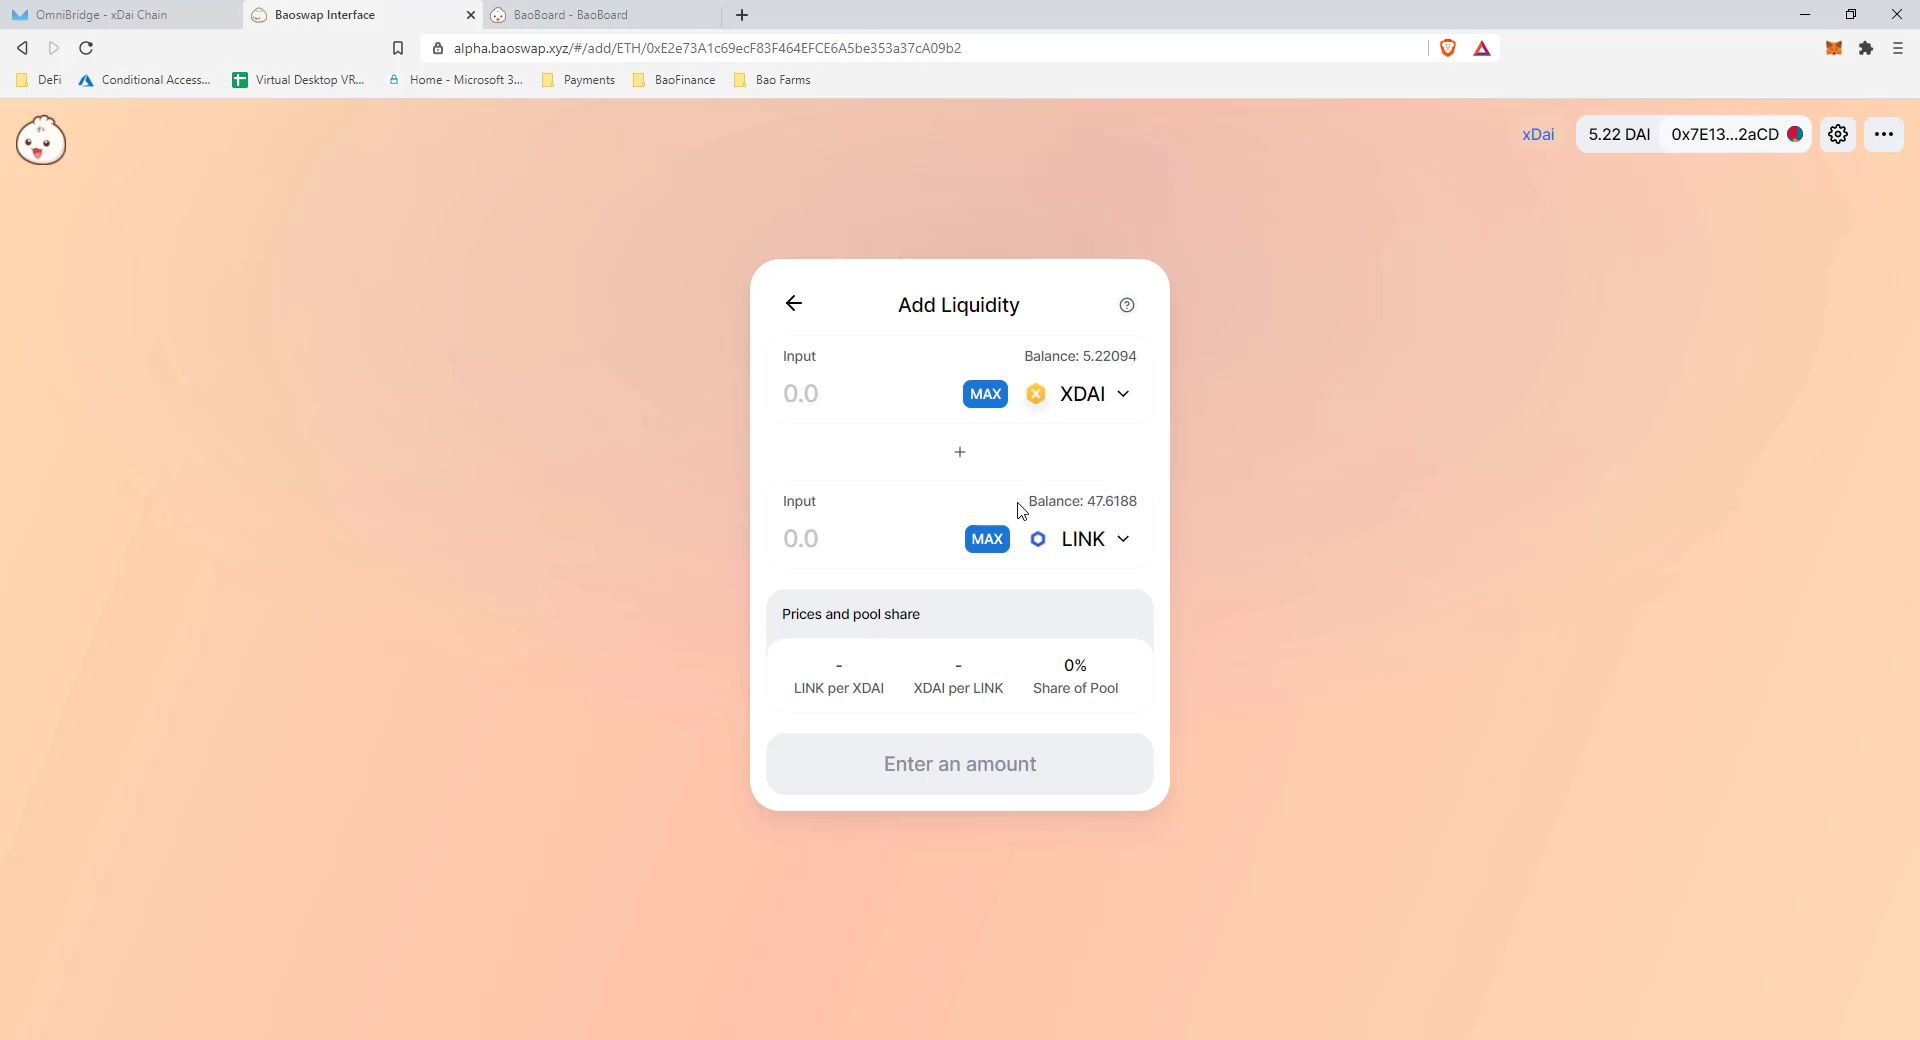 OmniBridge - xDai Chain
Baoswap Interface
BaoBoard - BaoBoard
alpha.baoswap.xyz/#/add/ETH/0xE2e73A1c69ecF83F464EFCE6A5be353a37cA09b2
DeFi
Conditional Access...
Virtual Desktop VR...
Home - Microsoft 3...
Payments
BaoFinance
Bao Farms
xDai
5.22 DAI
0x7E13...2aCD
Add Liquidity
Input
Balance: 5.22094
0.0
MAX
XDAI
+
Input
Balance: 47.6188
0.0
MAX
LINK
Prices and pool share
-
-
0%
LINK per XDAI
XDAI per LINK
Share of Pool
Enter an amount